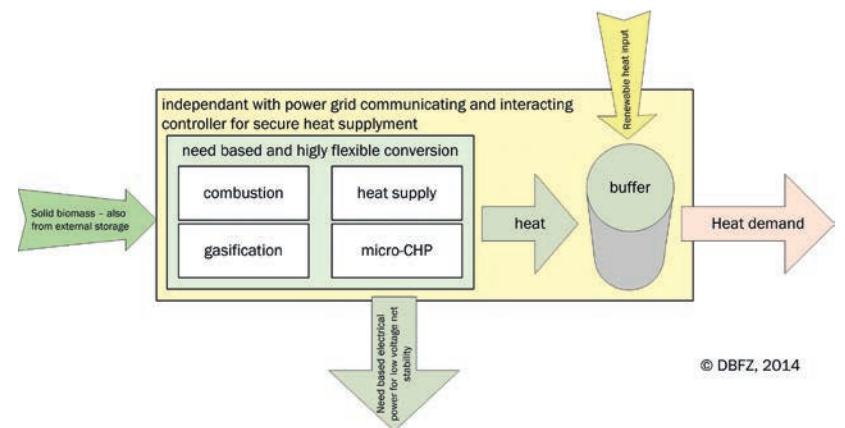 Renewable heat input
independant with power grid communicating and interacting
controller for secure heat supplyment
need based and higly flexible conversion
combustion
heat supply
buffer
Solid biomass – also
from external storage
heat
Heat demand
gasification
micro-CHP
Need based electrical
power for low voltage net
stability
© DBFZ, 2014